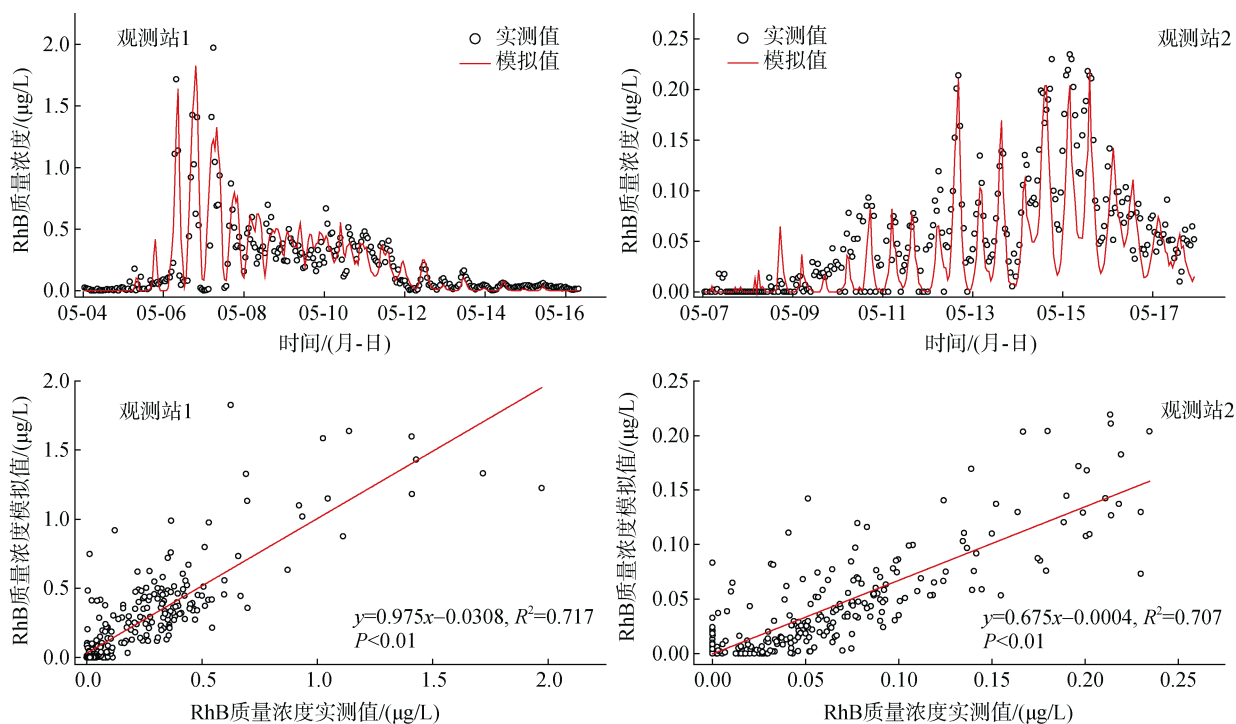 观测站1
实测值
模拟值
RhB质量浓度/(μg/L)
2.0
1.5
1.0
0.5
0.0
05-04
05-06
05-08
05-10
05-12
05-14
05-16
时间/(月-日)
实测值
模拟值
观测站2
RhB质量浓度/(μg/L)
0.25
0.20
0.15
0.10
0.05
0.00
05-07
05-09
05-11
05-13
05-15
05-17
时间/(月-日)
观测站1
RhB质量浓度模拟值/(μg/L)
2.0
1.5
1.0
0.5
0.0
y=0.975x−0.0308, R²=0.717
P<0.01
0.0
0.5
1.0
1.5
2.0
RhB质量浓度实测值/(μg/L)
观测站2
RhB质量浓度模拟值/(μg/L)
0.25
0.20
0.15
0.10
0.05
0.00
y=0.675x−0.0004, R²=0.707
P<0.01
0.00
0.05
0.10
0.15
0.20
0.25
RhB质量浓度实测值/(μg/L)